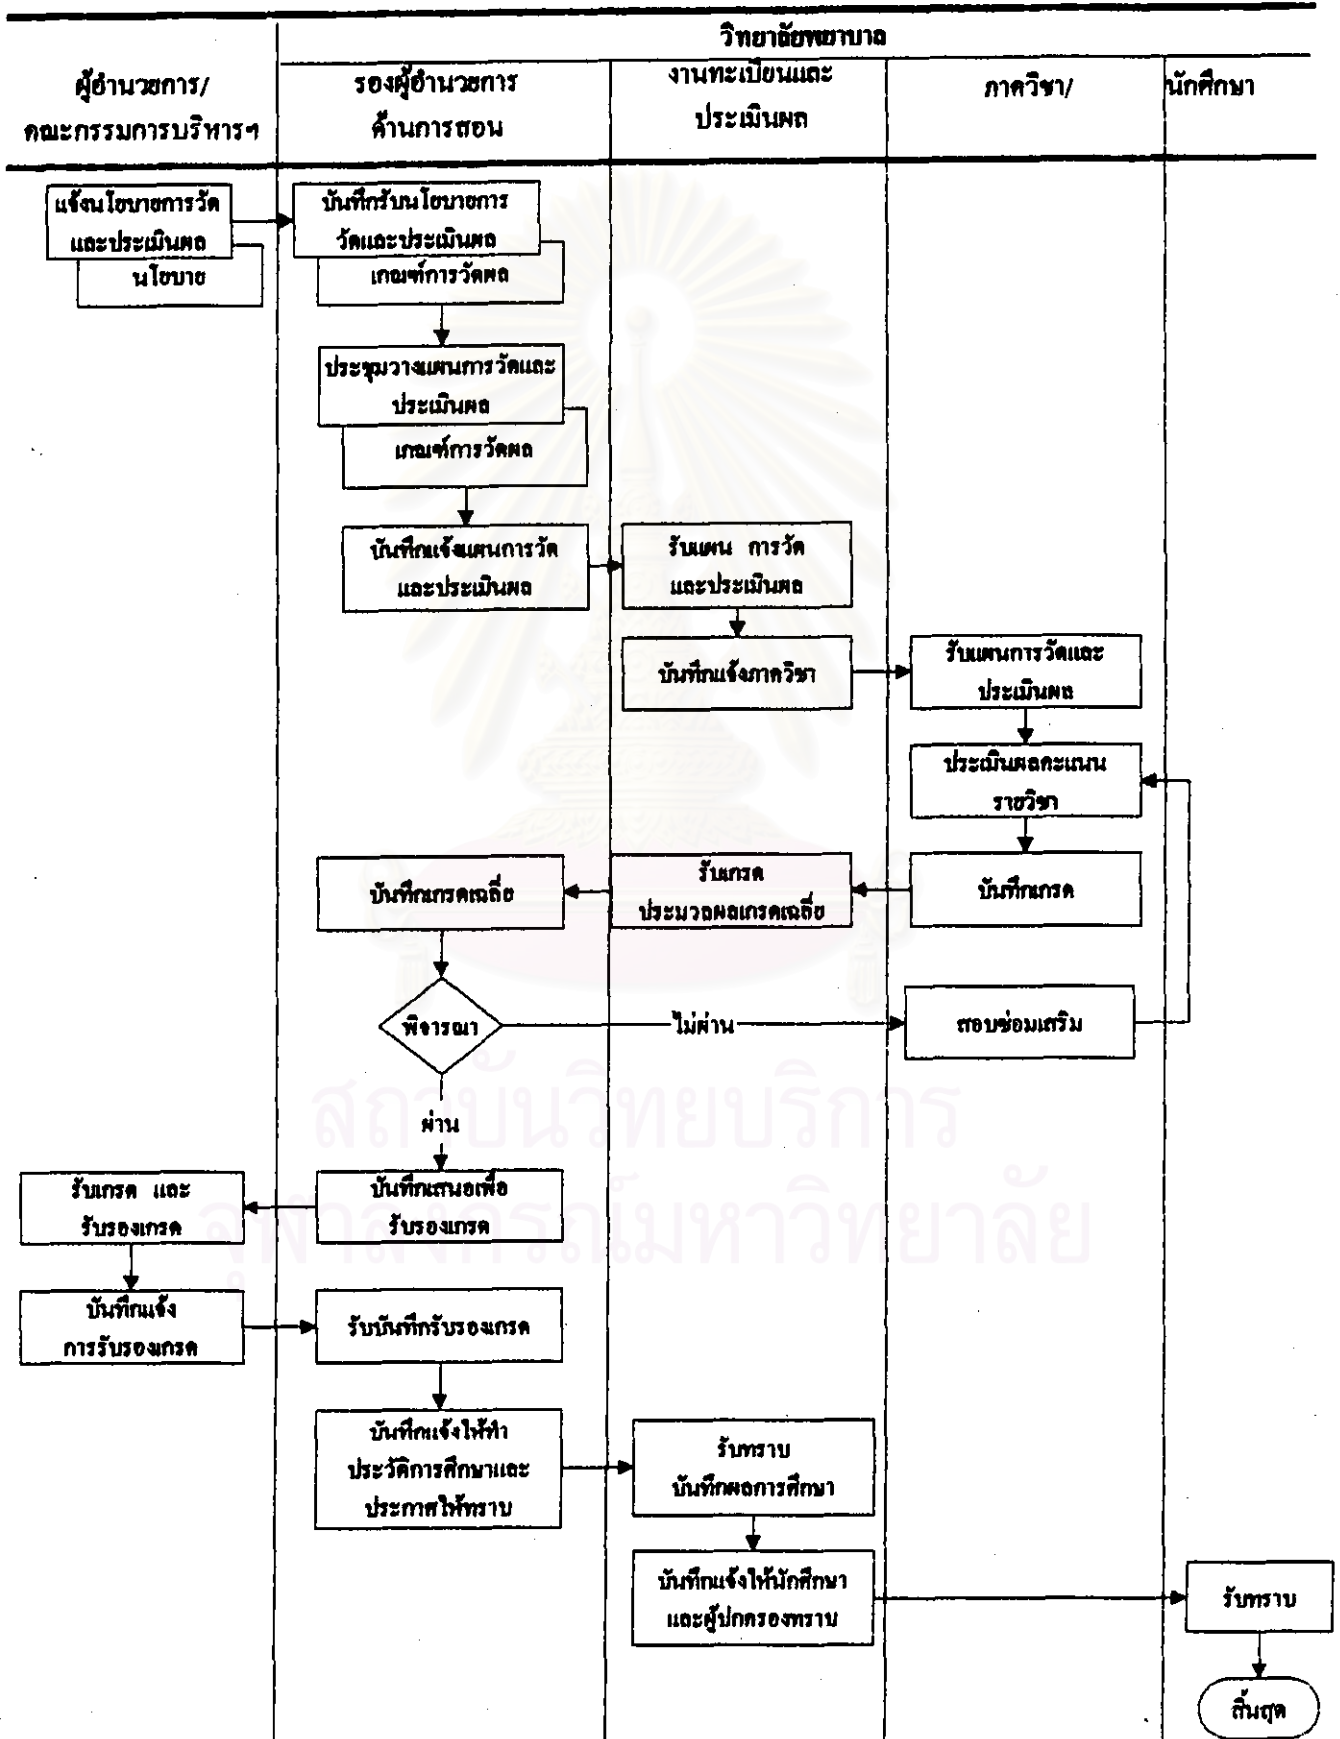 วิทยาลัยพยาบาล
ผู้อำนวยการ/
คณะกรรมการบริหารฯ
รองผู้อำนวยการ
ด้านการสอน
งานทะเบียนและ
ประเมินผล
ภาควิชา/
นักศึกษา
แจ้งนโยบายการวัด
และประเมินผล
นโยบาย
บันทึกรับนโยบายการ
วัดและประเมินผล
เกณฑ์การวัดผล
ประชุมวางแผนการวัดและ
ประเมินผล
เกณฑ์การวัดผล
บันทึกแจ้งแผนการวัด
และประเมินผล
รับแผน การวัด
และประเมินผล
บันทึกแจ้งภาควิชา
รับแผนการวัดและ
ประเมินผล
ประเมินผลคะแนน
รายวิชา
บันทึกเกรด
รับเกรด
ประมวลผลเกรดเฉลี่ย
บันทึกเกรดเฉลี่ย
พิจารณา
ไม่ผ่าน
สอบซ่อมเสริม
ผ่าน
บันทึกเสนอเพื่อ
รับรองเกรด
รับเกรด และ
รับรองเกรด
บันทึกแจ้ง
การรับรองเกรด
รับบันทึกรับรองเกรด
บันทึกแจ้งให้ทำ
ประวัติการศึกษาและ
ประกาศให้ทราบ
รับทราบ
บันทึกผลการศึกษา
บันทึกแจ้งให้นักศึกษา
และผู้ปกครองทราบ
รับทราบ
สิ้นสุด
สถาบันวิทยบริการ
จุฬาลงกรณ์มหาวิทยาลัย